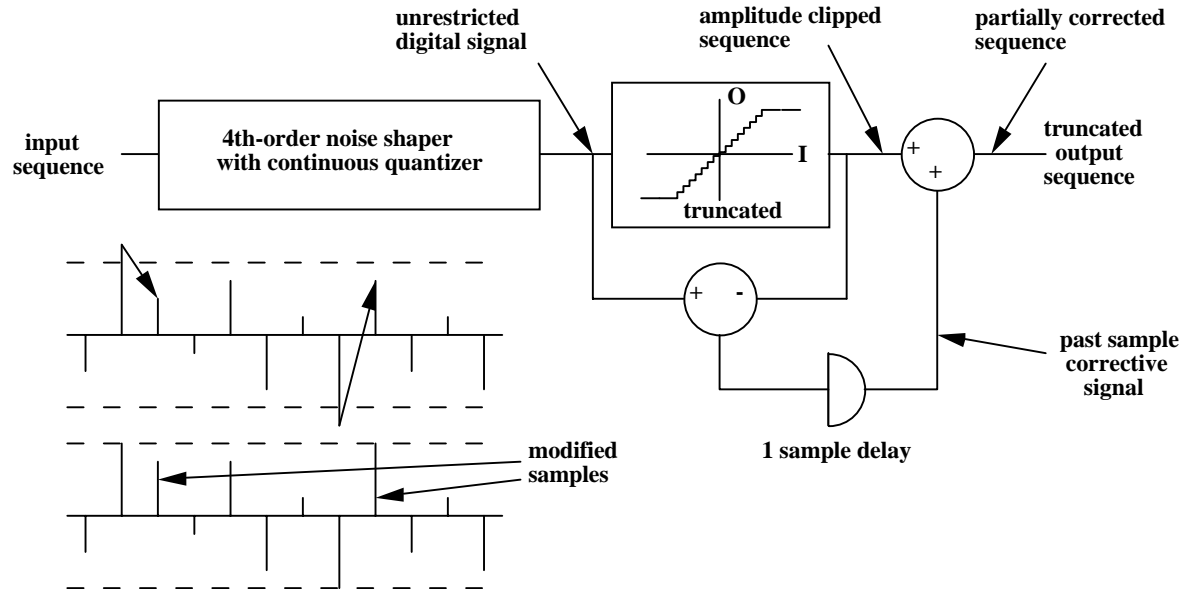 unrestricted
digital signal
amplitude clipped
sequence
partially corrected
sequence
input
sequence
4th-order noise shaper
with continuous quantizer
O
I
truncated
+
+
truncated
output
sequence
+
-
past sample
corrective
signal
1 sample delay
modified
samples